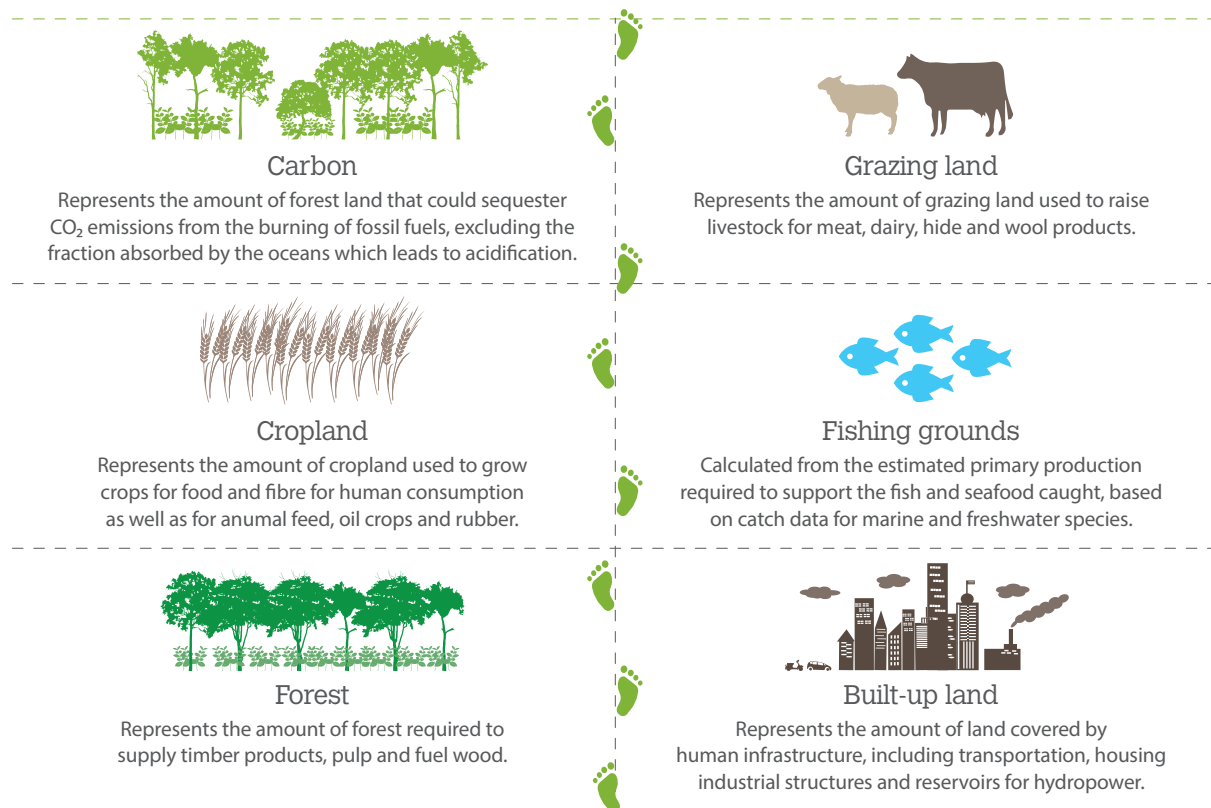 Carbon
Represents the amount of forest land that could sequester
CO₂ emissions from the burning of fossil fuels, excluding the
fraction absorbed by the oceans which leads to acidification.
Grazing land
Represents the amount of grazing land used to raise
livestock for meat, dairy, hide and wool products.
Cropland
Represents the amount of cropland used to grow
crops for food and fibre for human consumption
as well as for anumal feed, oil crops and rubber.
Fishing grounds
Calculated from the estimated primary production
required to support the fish and seafood caught, based
on catch data for marine and freshwater species.
Forest
Represents the amount of forest required to
supply timber products, pulp and fuel wood.
Built-up land
Represents the amount of land covered by
human infrastructure, including transportation, housing
industrial structures and reservoirs for hydropower.